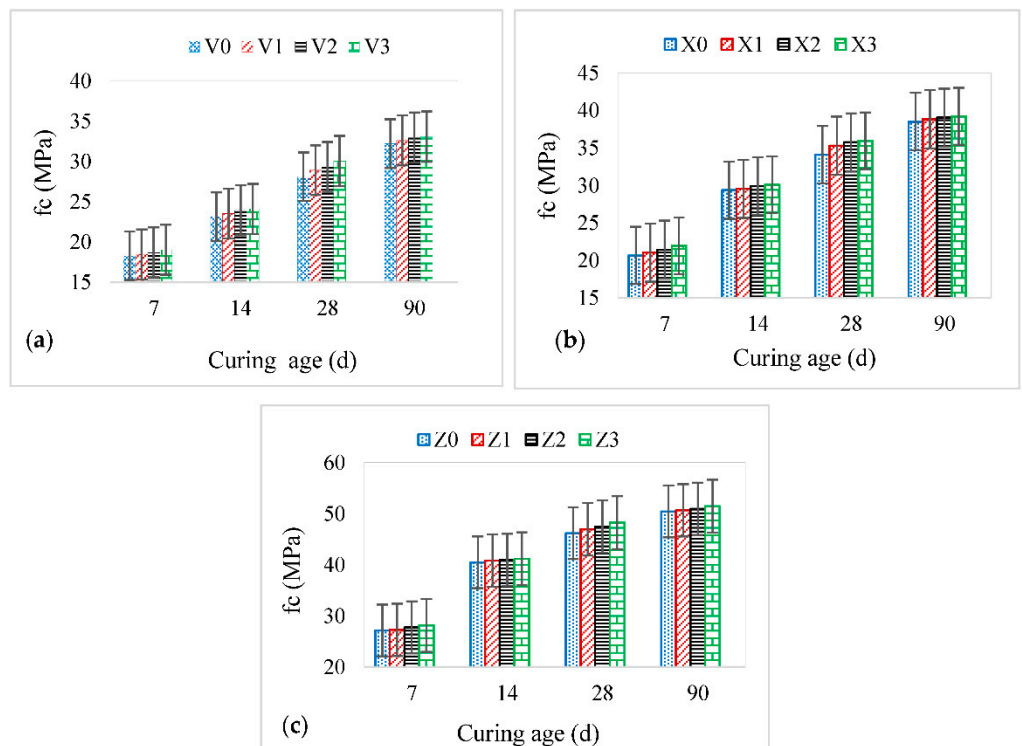 V0 V1 V2 V3
40
35
30
25
20
15
fc (MPa)
7 14 28 90
(a)
Curing age (d)
X0 X1 X2 X3
45
40
35
30
25
20
15
fc (MPa)
7 14 28 90
(b)
Curing age (d)
Z0 Z1 Z2 Z3
60
50
40
30
20
fc (MPa)
7 14 28 90
(c)
Curing age (d)